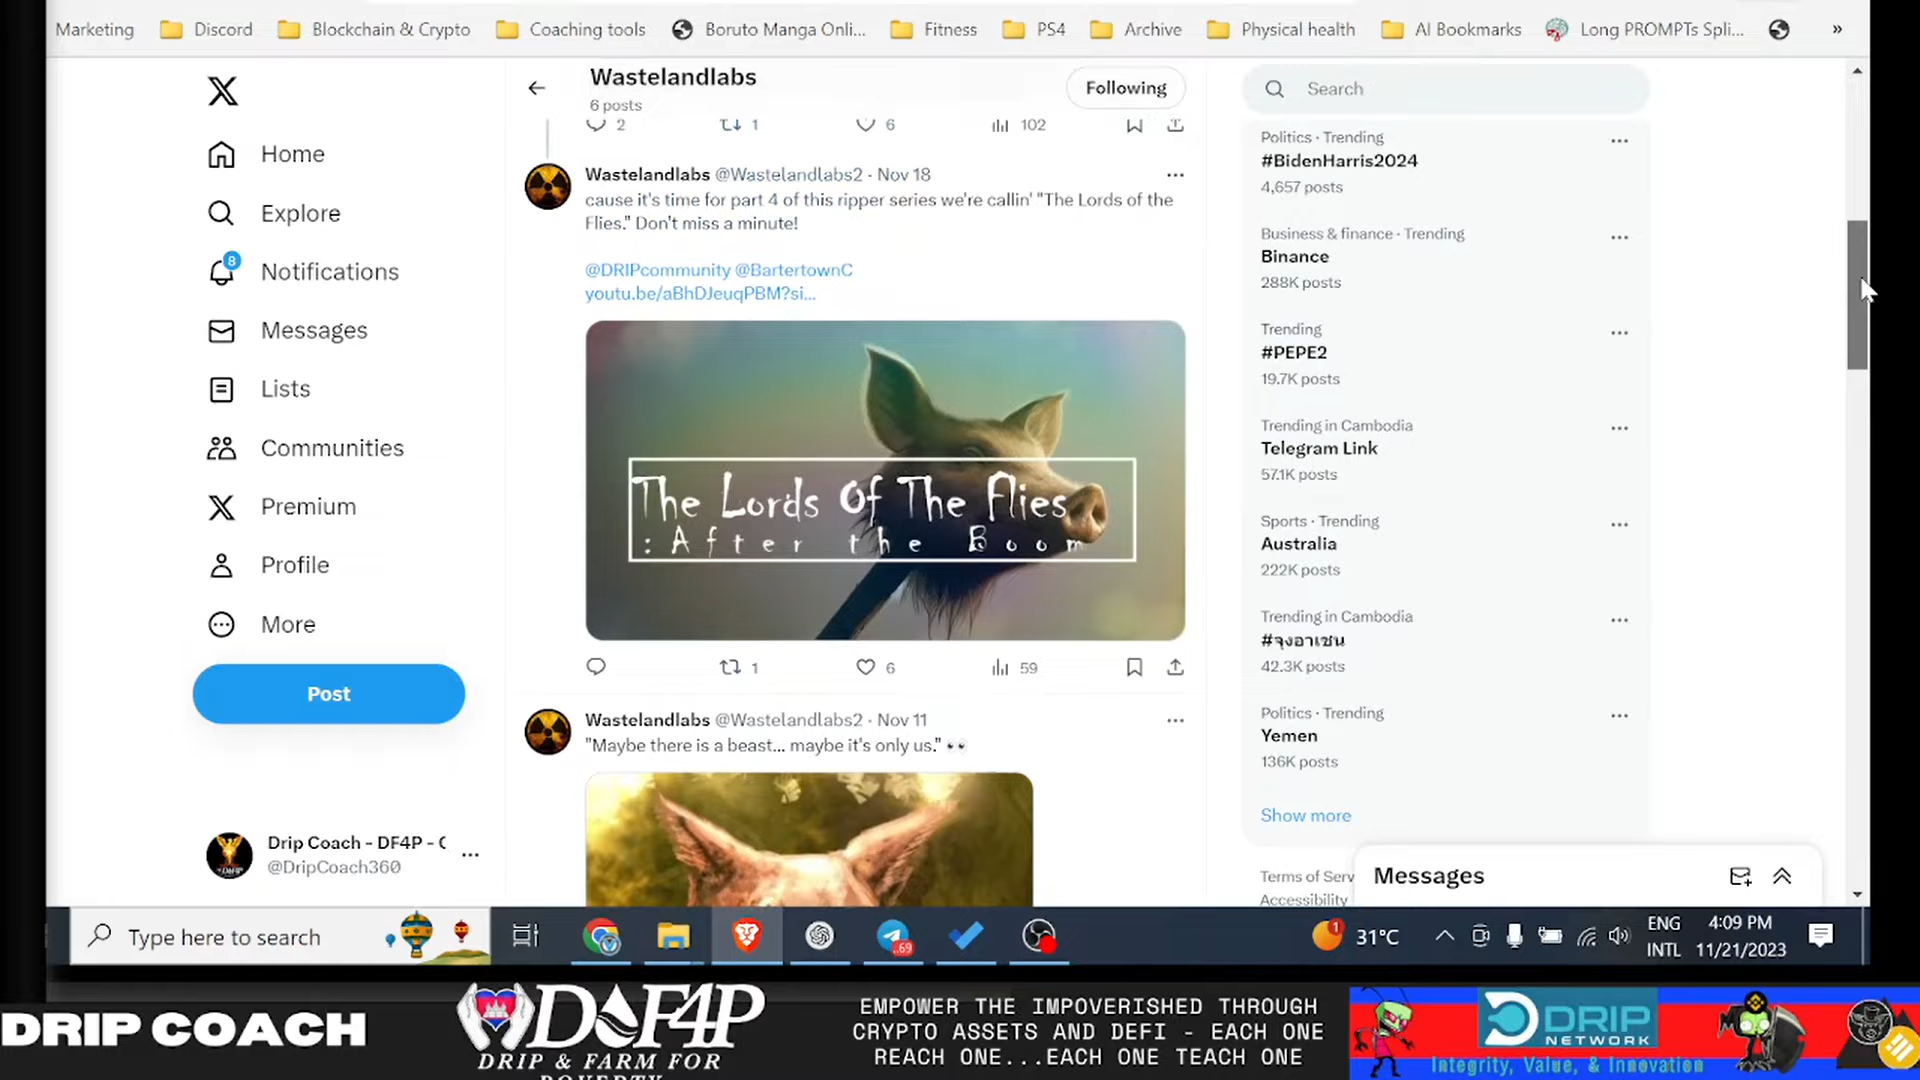 Marketing
Discord
Blockchain & Crypto
Coaching tools
Boruto Manga Onli...
Fitness
PS4
Archive
Physical health
AI Bookmarks
Long PROMPTs Spli...
»
Home
Explore
8
Notifications
Messages
Lists
Communities
Premium
Profile
More
Post
Drip Coach - DF4P - C
@DripCoach360
Wastelandlabs
6 posts
Following
2
1
6
102
Wastelandlabs @Wastelandlabs2 · Nov 18
cause it's time for part 4 of this ripper series we're callin' "The Lords of the
Flies." Don't miss a minute!
@DRIPcommunity @BartertownC
youtu.be/aBhDJeuqPBM?si...
The Lords Of The Flies
: After the Boom
1
6
59
Wastelandlabs @Wastelandlabs2 · Nov 11
"Maybe there is a beast... maybe it's only us." 👀
Search
Politics · Trending
#BidenHarris2024
4,657 posts
Business & finance · Trending
Binance
288K posts
Trending
#PEPE2
19.7K posts
Trending in Cambodia
Telegram Link
57.1K posts
Sports · Trending
Australia
222K posts
Trending in Cambodia
#จุงอาเชน
42.3K posts
Politics · Trending
Yemen
136K posts
Show more
Terms of Serv
Accessibility
Messages
Type here to search
69
1
31°C
ENG
INTL
4:09 PM
11/21/2023
DRIP COACH
DF4P
DRIP & FARM FOR
POVERTY
EMPOWER THE IMPOVERISHED THROUGH
CRYPTO ASSETS AND DEFI - EACH ONE
REACH ONE...EACH ONE TEACH ONE
DRIP
NETWORK
Integrity, Value, & Innovation